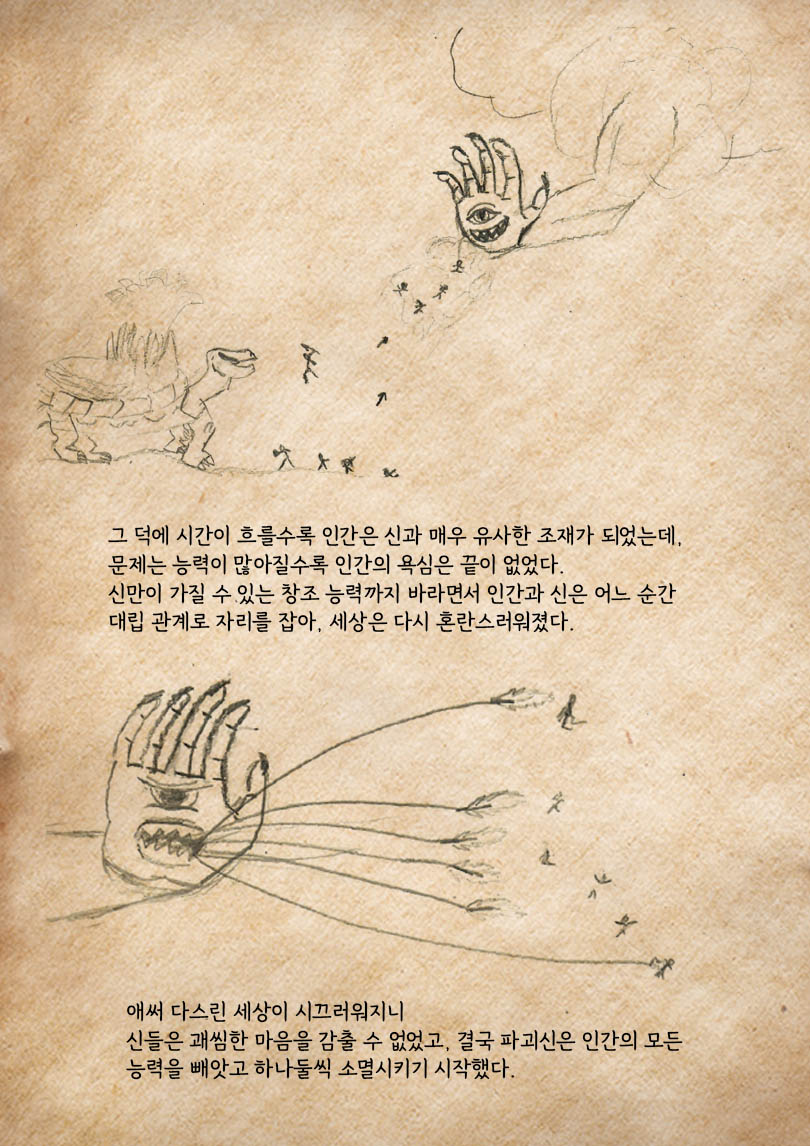 그 덕에 시간이 흐를수록 인간은 신과 매우 유사한 조재가 되었는데,
문제는 능력이 많아질수록 인간의 욕심은 끝이 없었다.
신만이 가질 수 있는 창조 능력까지 바라면서 인간과 신은 어느 순간
대립 관계로 자리를 잡아, 세상은 다시 혼란스러워졌다.
애써 다스린 세상이 시끄러워지니
신들은 괘씸한 마음을 감출 수 없었고, 결국 파괴신은 인간의 모든
능력을 빼앗고 하나둘씩 소멸시키기 시작했다.